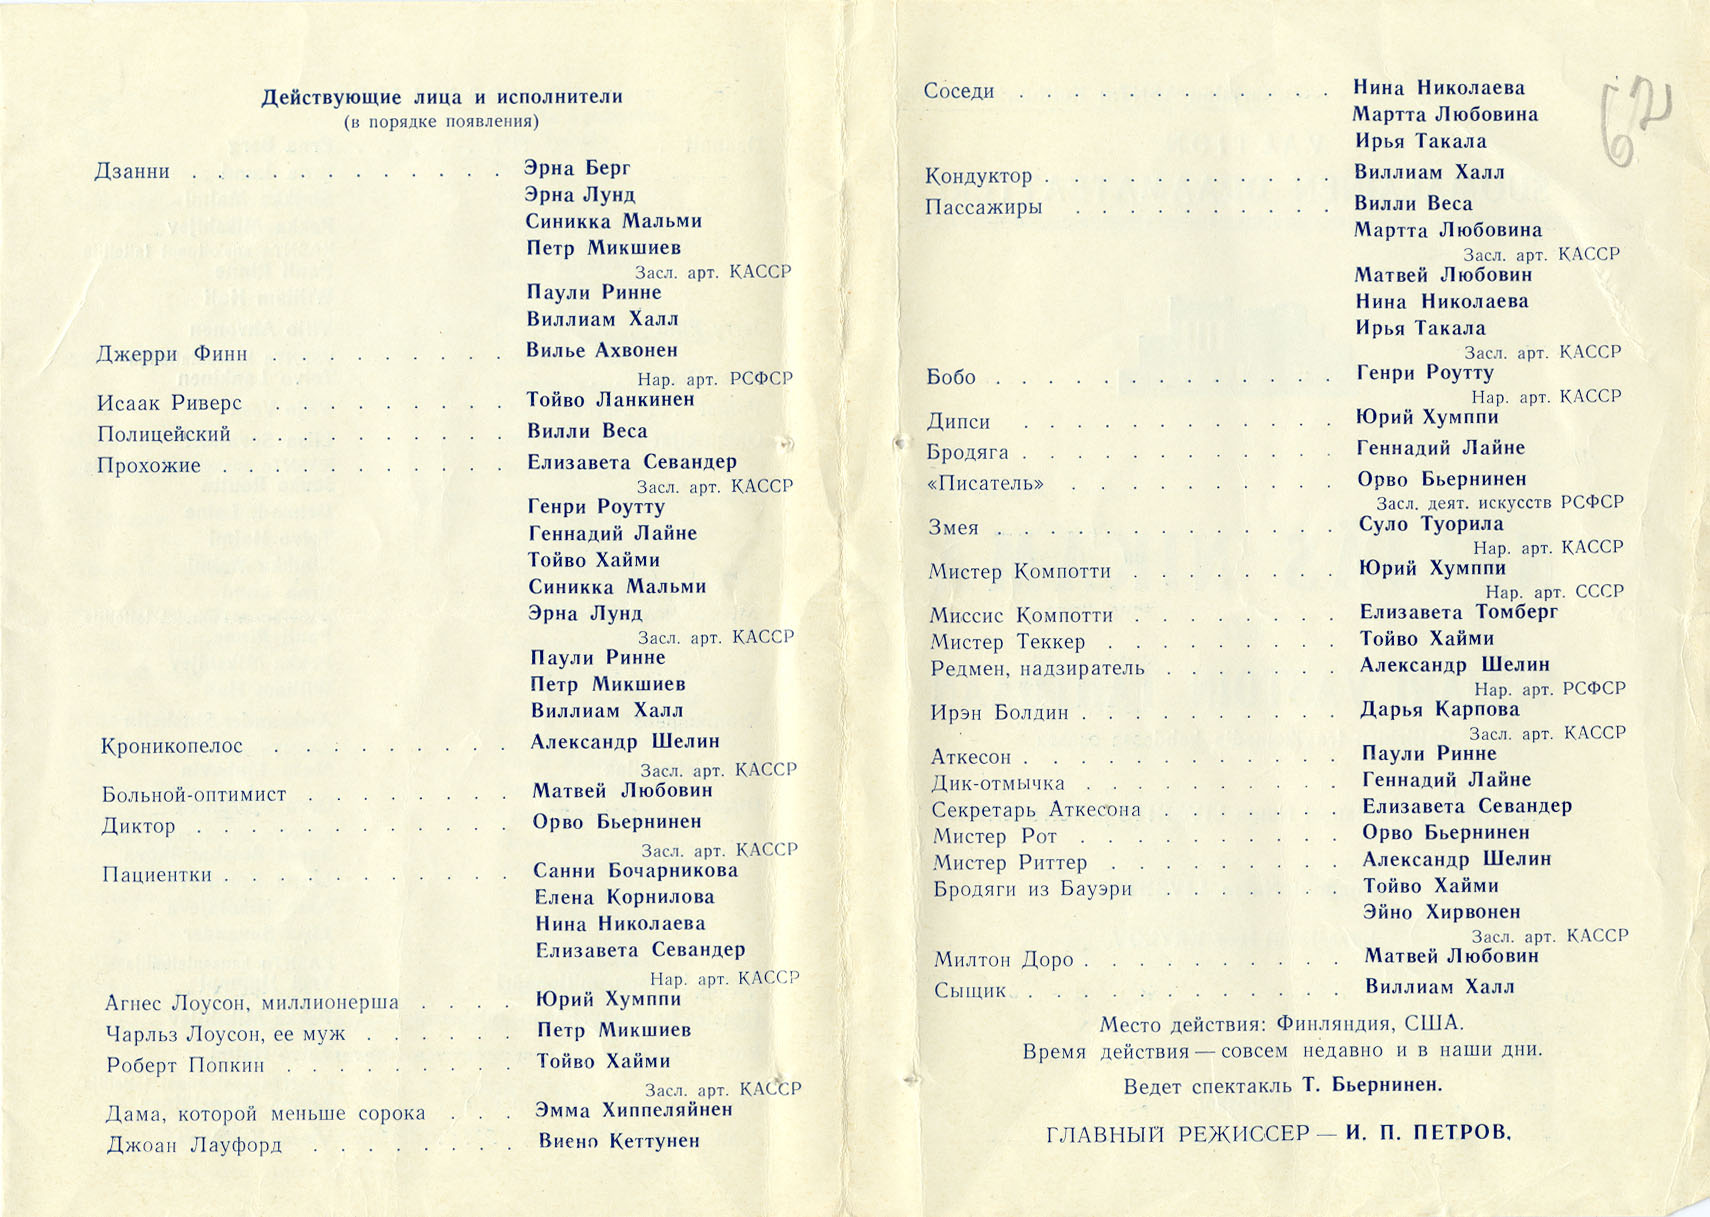 Действующие лица и исполнители
(в порядке появления)
Дзанни . . . . . . . . . . . . Эрна Берг
Эрна Лунд
Синикка Мальми
Петр Микшиев
Засл. арт. КАССР
Паули Ринне
Виллиам Халл
Джерри Финн . . . . . . . . . Вилье Ахвонен
Нар. арт. РСФСР
Исаак Риверс . . . . . . . . . Тойво Ланкинен
Полицейский . . . . . . . . . . Вилли Веса
Прохожие . . . . . . . . . . . Елизавета Севандер
Засл. арт. КАССР
Генри Роутту
Геннадий Лайне
Тойво Хайми
Синикка Мальми
Эрна Лунд
Засл. арт. КАССР
Паули Ринне
Петр Микшиев
Виллиам Халл
Кроникопелос . . . . . . . . . Александр Шелин
Засл. арт. КАССР
Больной-оптимист . . . . . . . . Матвей Любовин
Диктор . . . . . . . . . . . . Орво Бьернинен
Засл. арт. КАССР
Пациентки . . . . . . . . . . . Санни Бочарникова
Елена Корнилова
Нина Николаева
Елизавета Севандер
Нар. арт. КАССР
Агнес Лоусон, миллионерша . . . . Юрий Хумппи
Чарльз Лоусон, ее муж . . . . . . Петр Микшиев
Роберт Попкин . . . . . . . . . Тойво Хайми
Засл. арт. КАССР
Дама, которой меньше сорока . . . Эмма Хиппеляйнен
Джоан Лауфорд . . . . . . . . Виено Кеттунен
Соседи . . . . . . . . . . . . Нина Николаева
Мартта Любовина
Ирья Такала
Кондуктор . . . . . . . . . . . Виллиам Халл
Пассажиры . . . . . . . . . . Вилли Веса
Мартта Любовина
Засл. арт. КАССР
Матвей Любовин
Нина Николаева
Ирья Такала
Засл. арт. КАССР
Бобо . . . . . . . . . . . . . Генри Роутту
Нар. арт. КАССР
Дипси . . . . . . . . . . . . Юрий Хумппи
Бродяга . . . . . . . . . . . . Геннадий Лайне
«Писатель» . . . . . . . . . . Орво Бьернинен
Засл. деят. искусств РСФСР
Змея . . . . . . . . . . . . . Суло Туорила
Нар. арт. КАССР
Мистер Компотти . . . . . . . . Юрий Хумппи
Нар. арт. СССР
Миссис Компотти . . . . . . . . Елизавета Томберг
Мистер Теккер . . . . . . . . . Тойво Хайми
Редмен, надзиратель . . . . . . . Александр Шелин
Нар. арт. РСФСР
Ирэн Болдин . . . . . . . . . . Дарья Карпова
Засл. арт. КАССР
Аткесон . . . . . . . . . . . . Паули Ринне
Дик-отмычка . . . . . . . . . . Геннадий Лайне
Секретарь Аткесона . . . . . . . Елизавета Севандер
Мистер Рот . . . . . . . . . . Орво Бьернинен
Мистер Риттер . . . . . . . . . Александр Шелин
Бродяги из Бауэри . . . . . . . Тойво Хайми
Эйно Хирвонен
Засл. арт. КАССР
Милтон Доро . . . . . . . . . . Матвей Любовин
Сыщик . . . . . . . . . . . . Виллиам Халл
Место действия: Финляндия, США.
Время действия — совсем недавно и в наши дни.
Ведет спектакль Т. Бьернинен.
ГЛАВНЫЙ РЕЖИССЕР — И. П. ПЕТРОВ.
62